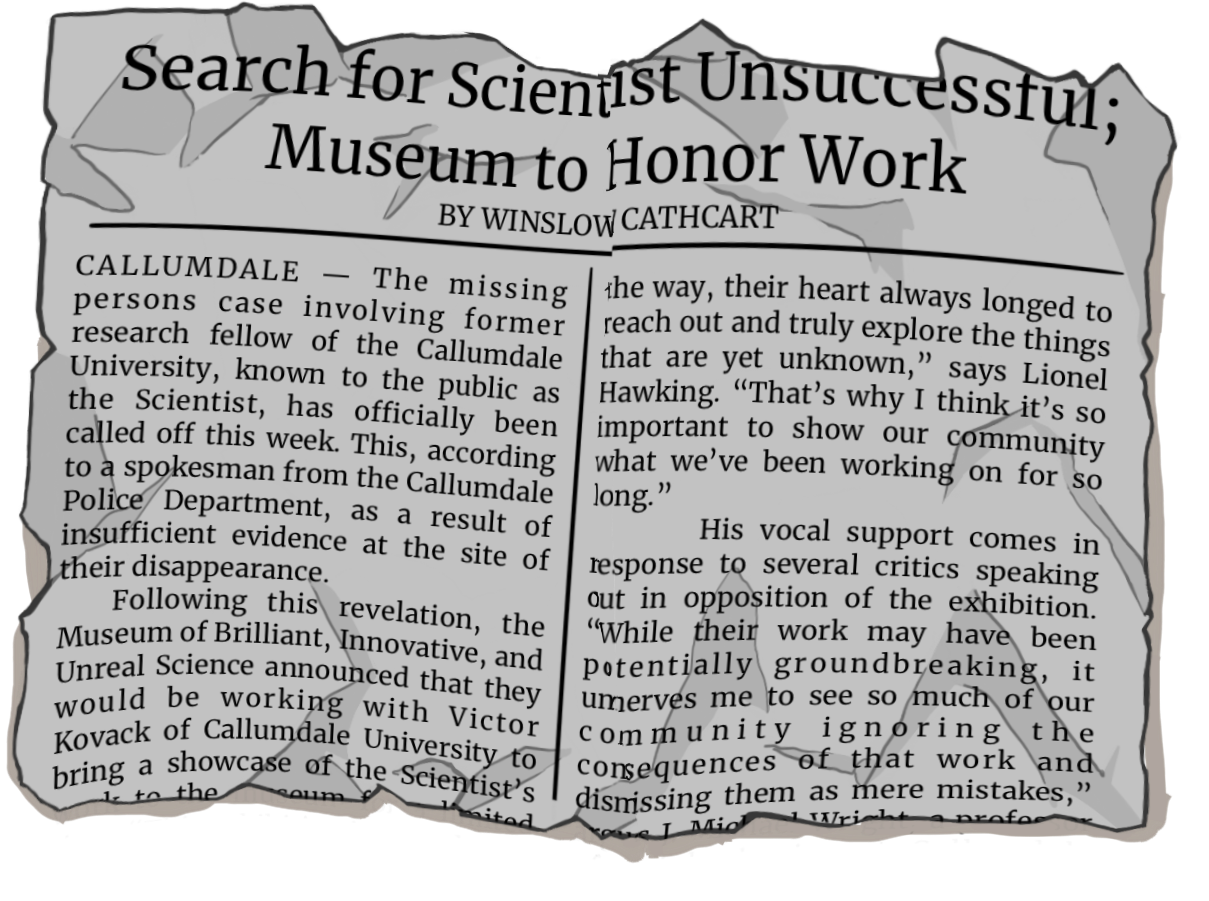 Search for Scientist Unsuccessful;
Museum to Honor Work
BY WINSLOW CATHCART
CALLUMDALE — The missing
persons case involving former
research fellow of the Callumdale
University, known to the public as
the Scientist, has officially been
called off this week. This, according
to a spokesman from the Callumdale
Police Department, as a result of
insufficient evidence at the site of
their disappearance.
Following this revelation, the
Museum of Brilliant, Innovative, and
Unreal Science announced that they
would be working with Victor
Kovack of Callumdale University to
bring a showcase of the Scientist's
to the
the way, their heart always longed to
reach out and truly explore the things
that are yet unknown,” says Lionel
Hawking. “That’s why I think it’s so
important to show our community
what we’ve been working on for so
long.”
His vocal support comes in
response to several critics speaking
out in opposition of the exhibition.
“While their work may have been
potentially groundbreaking, it
unnerves me to see so much of our
community ignoring the
consequences of that work and
dismissing them as mere mistakes,”
J. Wright, a